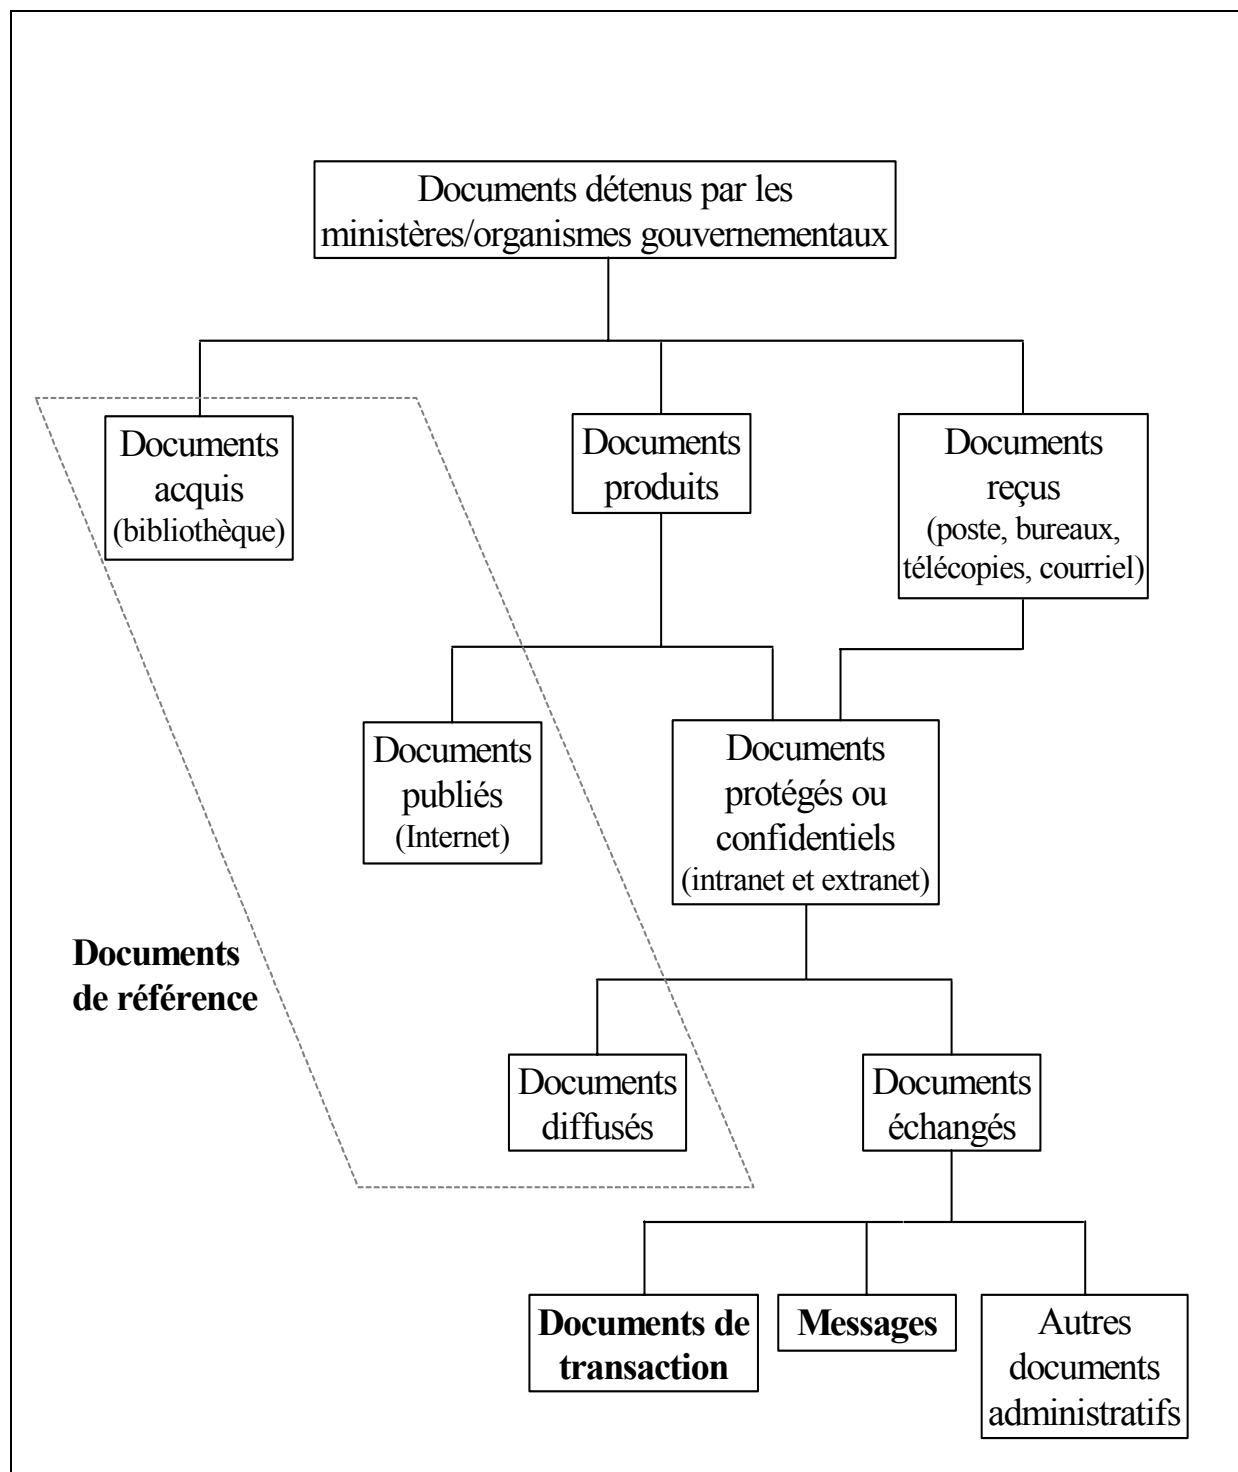 Documents détenus par les
ministères/organismes gouvernementaux
Documents
acquis
(bibliothèque)
Documents
produits
Documents
reçus
(poste, bureaux,
télécopies, courriel)
Documents
publiés
(Internet)
Documents
protégés ou
confidentiels
(intranet et extranet)
Documents
de référence
Documents
diffusés
Documents
échangés
Documents de
transaction
Messages
Autres
documents
administratifs